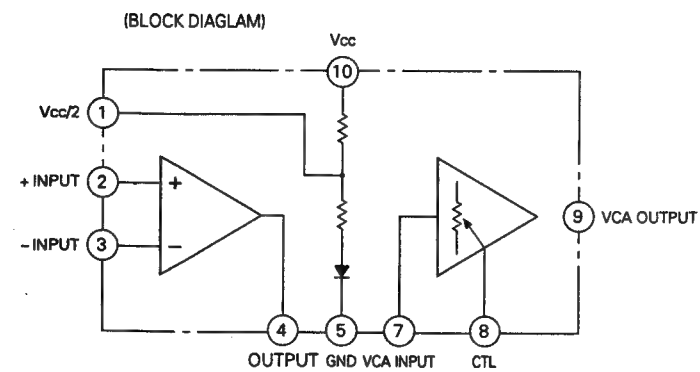 (BLOCK DIAGLAM)
Vcc
10
Vcc/2 1
+ INPUT 2 +
− INPUT 3 −
9 VCA OUTPUT
4 5 7 8
OUTPUT GND VCA INPUT CTL